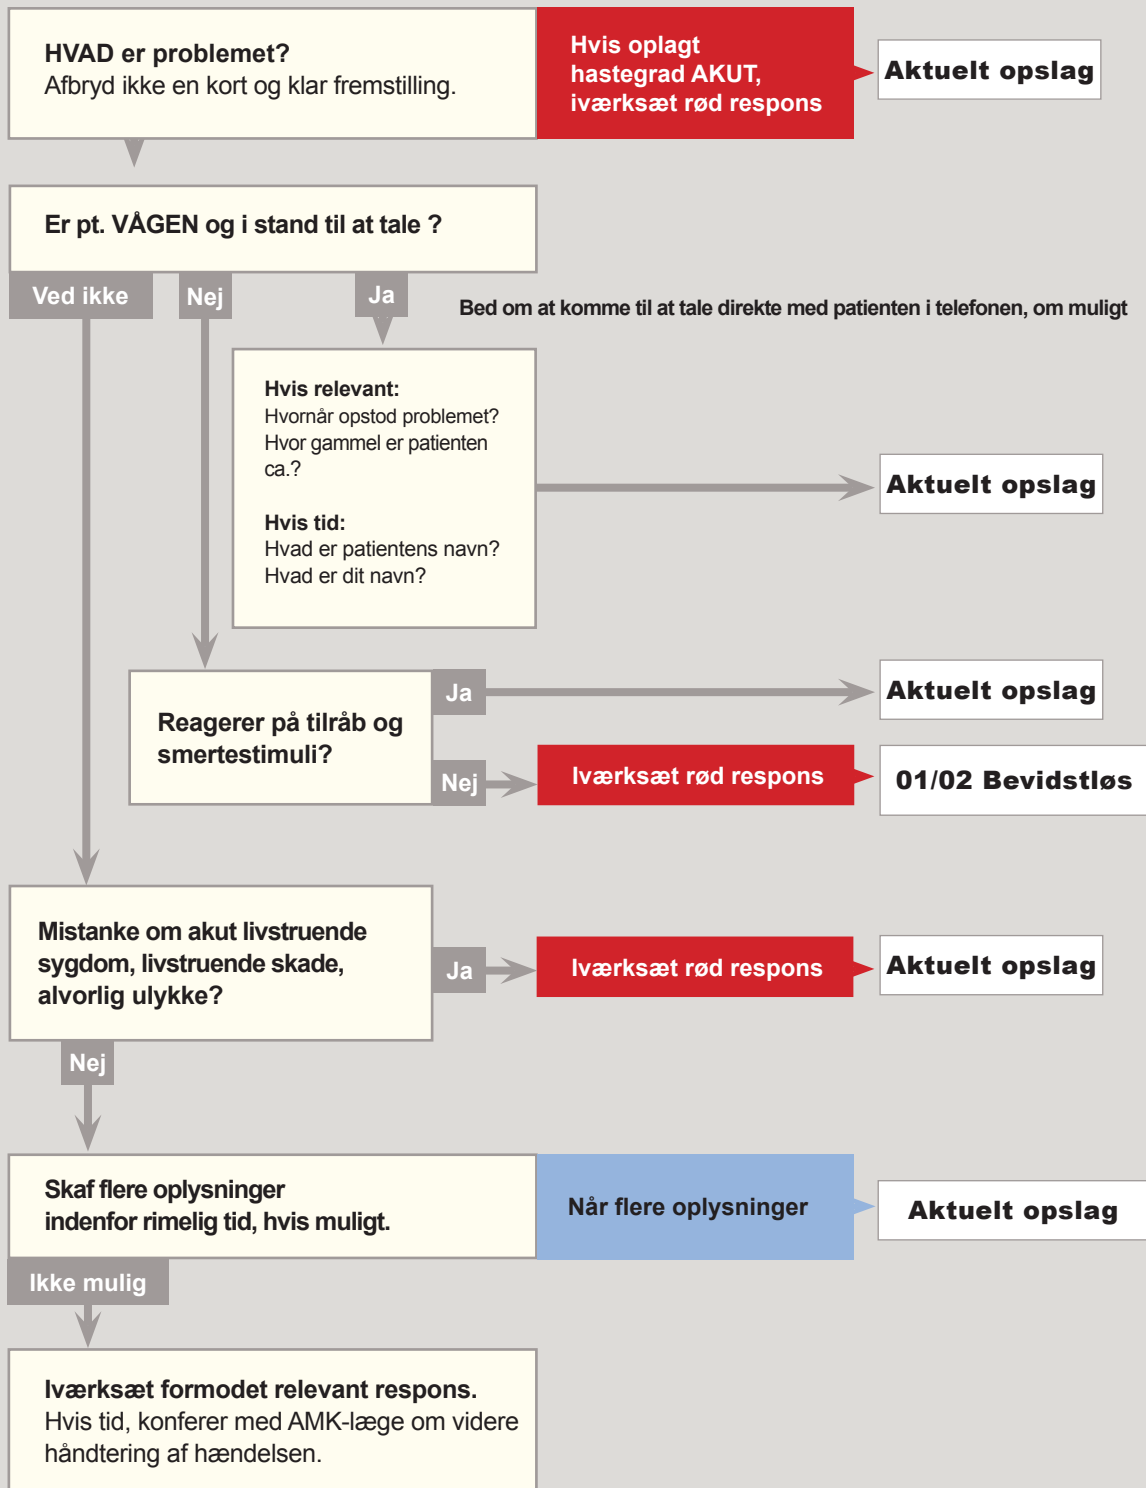 HVAD er problemet?
Afbryd ikke en kort og klar fremstilling.
Hvis oplagt
hastegrad AKUT,
iværksæt rød respons
Aktuelt opslag
Er pt. VÅGEN og i stand til at tale ?
Ved ikke
Nej
Ja
Bed om at komme til at tale direkte med patienten i telefonen, om muligt
Hvis relevant:
Hvornår opstod problemet?
Hvor gammel er patienten
ca.?
Hvis tid:
Hvad er patientens navn?
Hvad er dit navn?
Aktuelt opslag
Reagerer på tilråb og
smertestimuli?
Ja
Aktuelt opslag
Nej
Iværksæt rød respons
01/02 Bevidstløs
Mistanke om akut livstruende
sygdom, livstruende skade,
alvorlig ulykke?
Ja
Iværksæt rød respons
Aktuelt opslag
Nej
Skaf flere oplysninger
indenfor rimelig tid, hvis muligt.
Når flere oplysninger
Aktuelt opslag
Ikke mulig
Iværksæt formodet relevant respons.
Hvis tid, konferer med AMK-læge om videre
håndtering af hændelsen.